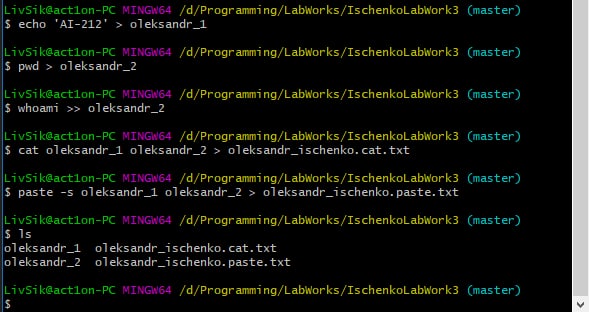 LivSik@act1on-PC MINGW64 /d/Programming/LabWorks/IschenkoLabWork3 (master)
$ echo 'AI-212' > oleksandr_1
LivSik@act1on-PC MINGW64 /d/Programming/LabWorks/IschenkoLabWork3 (master)
$ pwd > oleksandr_2
LivSik@act1on-PC MINGW64 /d/Programming/LabWorks/IschenkoLabWork3 (master)
$ whoami >> oleksandr_2
LivSik@act1on-PC MINGW64 /d/Programming/LabWorks/IschenkoLabWork3 (master)
$ cat oleksandr_1 oleksandr_2 > oleksandr_ischenko.cat.txt
LivSik@act1on-PC MINGW64 /d/Programming/LabWorks/IschenkoLabWork3 (master)
$ paste -s oleksandr_1 oleksandr_2 > oleksandr_ischenko.paste.txt
LivSik@act1on-PC MINGW64 /d/Programming/LabWorks/IschenkoLabWork3 (master)
$ ls
oleksandr_1  oleksandr_ischenko.cat.txt
oleksandr_2  oleksandr_ischenko.paste.txt
LivSik@act1on-PC MINGW64 /d/Programming/LabWorks/IschenkoLabWork3 (master)
$